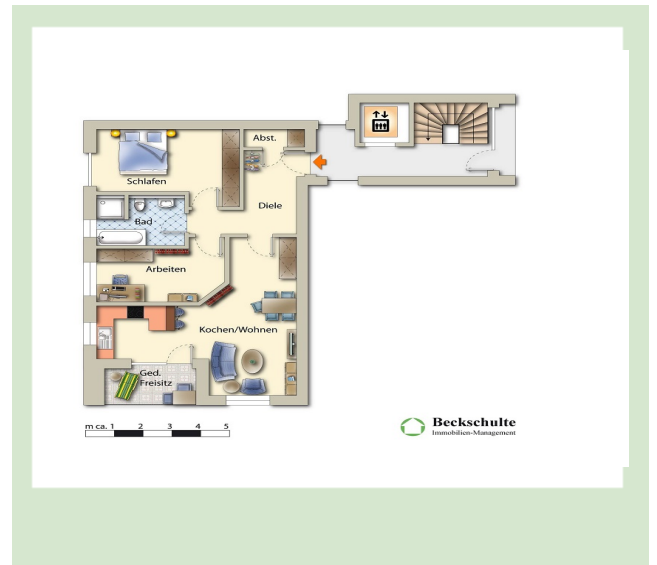 Abst.
Schlafen
Diele
Bad
Arbeiten
Kochen/Wohnen
Ged.
Freisitz
m ca. 1 2 3 4 5
Beckschulte
Immobilien-Management